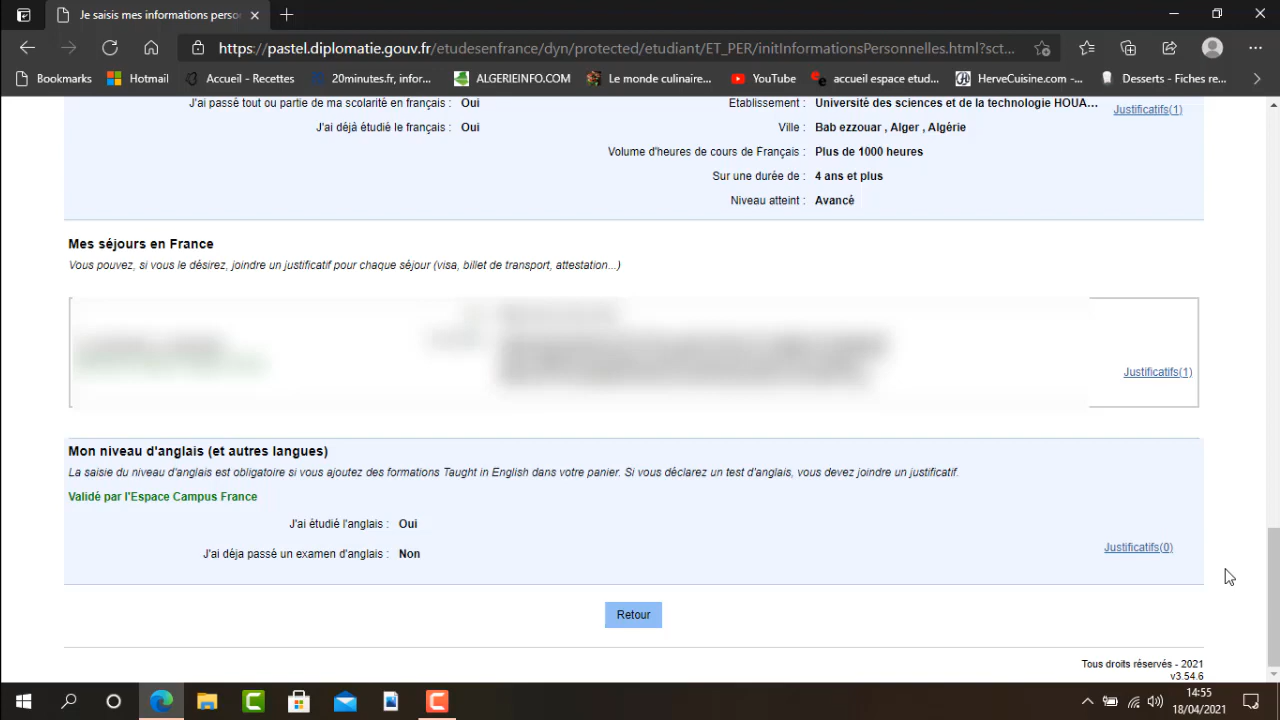 Je saisis mes informations perso
https://pastel.diplomatie.gouv.fr/etudesenfrance/dyn/protected/etudiant/ET_PER/initInformationsPersonnelles.html?sct...
Bookmarks Hotmail Accueil - Recettes 20minutes.fr, infor... ALGERIEINFO.COM Le monde culinaire... YouTube accueil espace etud... HerveCuisine.com -... Desserts - Fiches re...
J'ai passé tout ou partie de ma scolarité en français : Oui Etablissement : Université des sciences et de la technologie HOUA... Justificatifs(1)
J'ai déjà étudié le français : Oui Ville : Bab ezzouar , Alger , Algérie
Volume d'heures de cours de Français : Plus de 1000 heures
Sur une durée de : 4 ans et plus
Niveau atteint : Avancé
Mes séjours en France
Vous pouvez, si vous le désirez, joindre un justificatif pour chaque séjour (visa, billet de transport, attestation...)
Justificatifs(1)
Mon niveau d'anglais (et autres langues)
La saisie du niveau d'anglais est obligatoire si vous ajoutez des formations Taught in English dans votre panier. Si vous déclarez un test d'anglais, vous devez joindre un justificatif.
Validé par l'Espace Campus France
J'ai étudié l'anglais : Oui
J'ai déja passé un examen d'anglais : Non Justificatifs(0)
Retour
Tous droits réservés - 2021
v3.54.6
14:55
18/04/2021